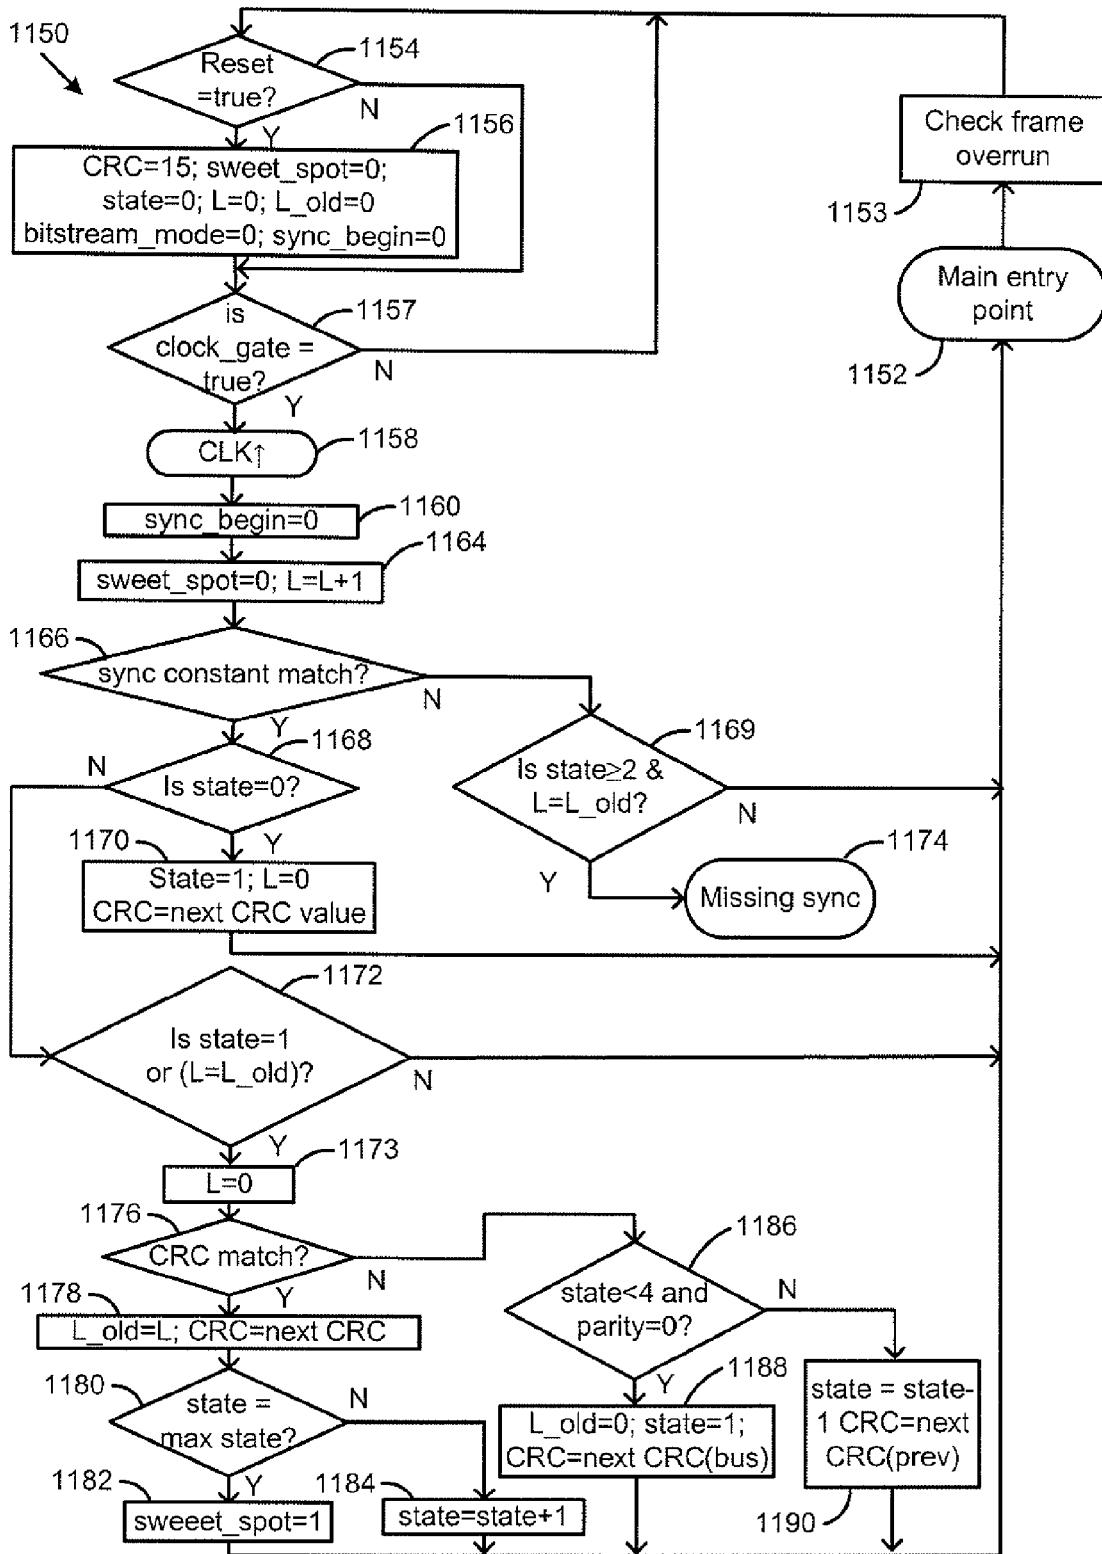 1150
1154
Reset
=true?
N
Y
1156
CRC=15; sweet_spot=0;
state=0; L=0; L_old=0
bitstream_mode=0; sync_begin=0
Check frame
overrun
1153
Main entry
point
1152
1157
is
clock_gate =
true?
N
Y
1158
CLK↑
1160
sync_begin=0
1164
sweet_spot=0; L=L+1
1166
sync constant match?
N
Y
1168
N
Is state=0?
Y
1169
Is state≥2 &
L=L_old?
N
Y
1170
State=1; L=0
CRC=next CRC value
1174
Missing sync
1172
Is state=1
or (L=L_old)?
N
Y
1173
L=0
1176
CRC match?
N
Y
1186
state<4 and
parity=0?
N
Y
1178
L_old=L; CRC=next CRC
1180
state =
max state?
N
Y
1188
L_old=0; state=1;
CRC=next CRC(bus)
state = state-
1 CRC=next
CRC(prev)
1190
1182
sweeet_spot=1
1184
state=state+1